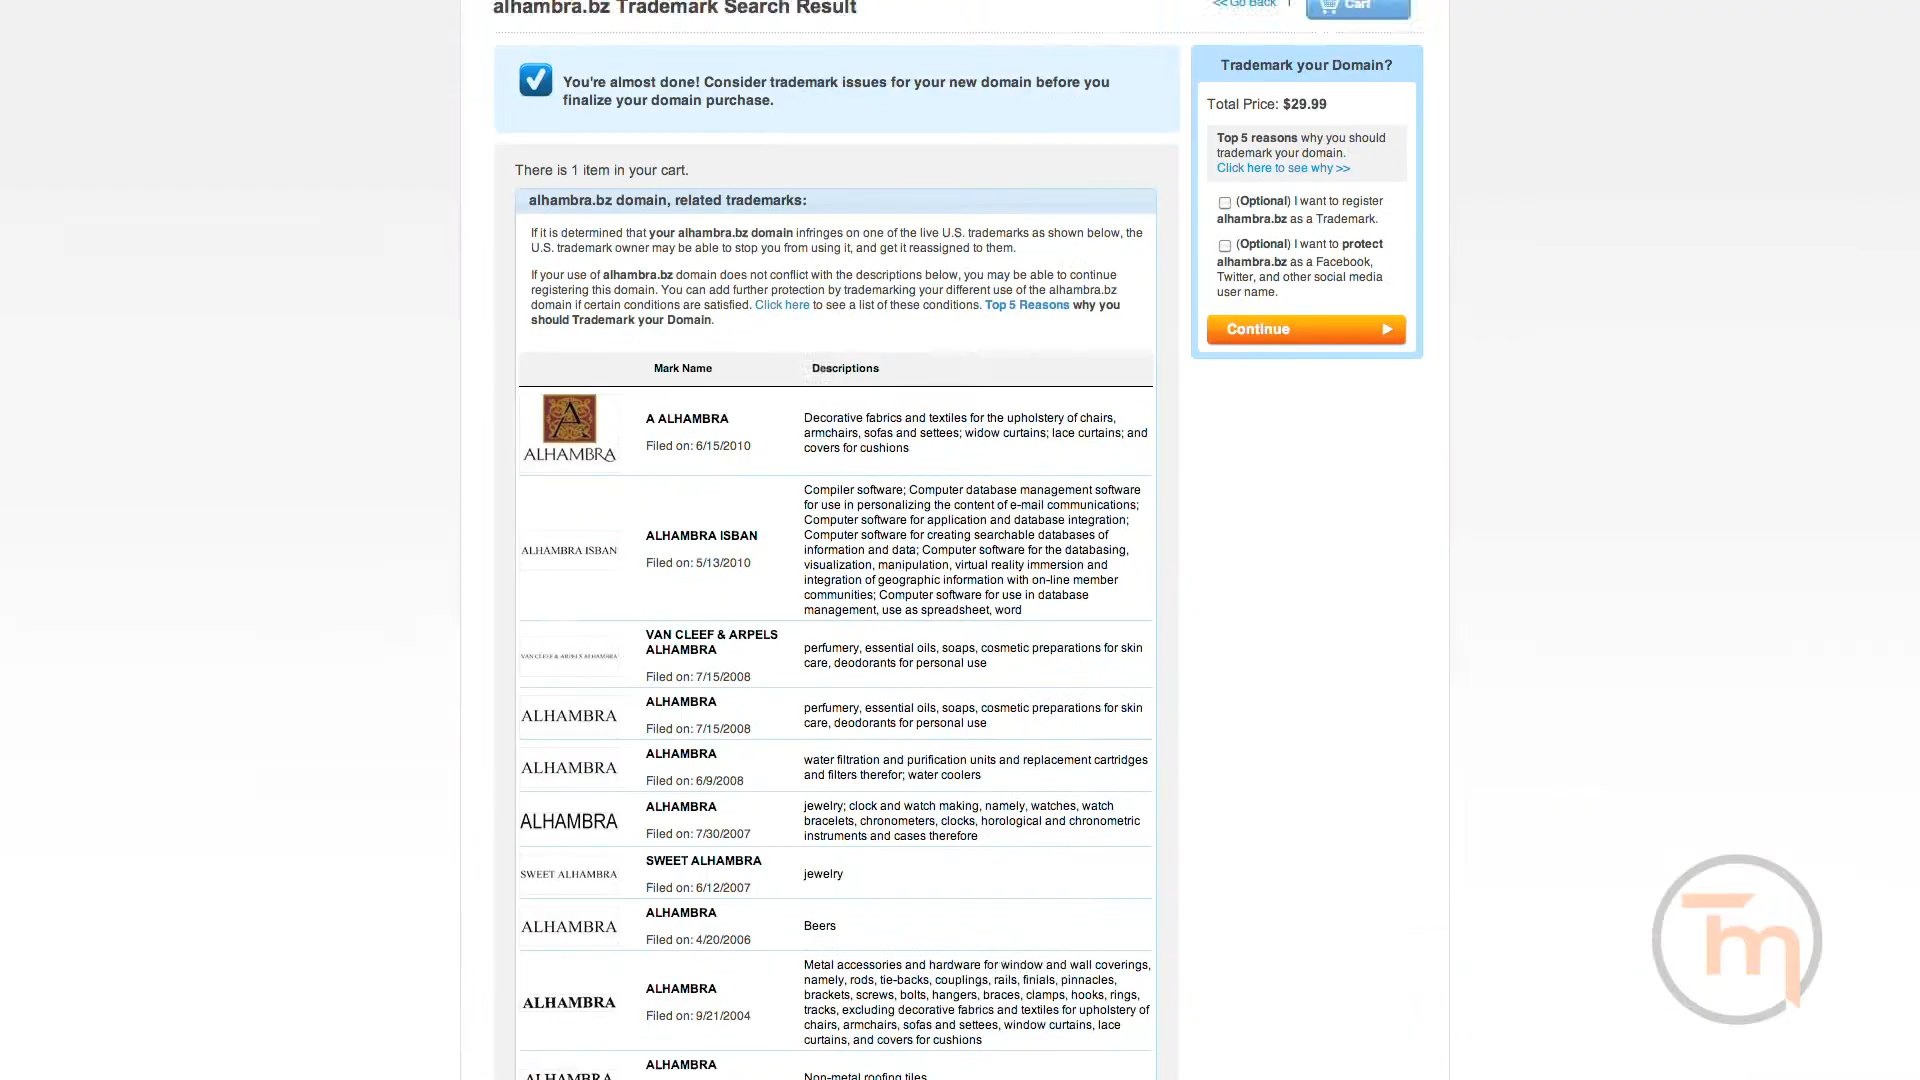 alhambra.bz Trademark Search Result
<< Go Back
Cart
You're almost done! Consider trademark issues for your new domain before you
finalize your domain purchase.
There is 1 item in your cart.
alhambra.bz domain, related trademarks:
If it is determined that your alhambra.bz domain infringes on one of the live U.S. trademarks as shown below, the
U.S. trademark owner may be able to stop you from using it, and get it reassigned to them.
If your use of alhambra.bz domain does not conflict with the descriptions below, you may be able to continue
registering this domain. You can add further protection by trademarking your different use of the alhambra.bz
domain if certain conditions are satisfied. Click here to see a list of these conditions. Top 5 Reasons why you
should Trademark your Domain.
Mark Name Descriptions
A
ALHAMBRA
A ALHAMBRA
Filed on: 6/15/2010
Decorative fabrics and textiles for the upholstery of chairs,
armchairs, sofas and settees; widow curtains; lace curtains; and
covers for cushions
ALHAMBRA ISBAN
ALHAMBRA ISBAN
Filed on: 5/13/2010
Compiler software; Computer database management software
for use in personalizing the content of e-mail communications;
Computer software for application and database integration;
Computer software for creating searchable databases of
information and data; Computer software for the databasing,
visualization, manipulation, virtual reality immersion and
integration of geographic information with on-line member
communities; Computer software for use in database
management, use as spreadsheet, word
VAN CLEEF & ARPELS ALHAMBRA
VAN CLEEF & ARPELS
ALHAMBRA
Filed on: 7/15/2008
perfumery, essential oils, soaps, cosmetic preparations for skin
care, deodorants for personal use
ALHAMBRA
ALHAMBRA
Filed on: 7/15/2008
perfumery, essential oils, soaps, cosmetic preparations for skin
care, deodorants for personal use
ALHAMBRA
ALHAMBRA
Filed on: 6/9/2008
water filtration and purification units and replacement cartridges
and filters therefor; water coolers
ALHAMBRA
ALHAMBRA
Filed on: 7/30/2007
jewelry; clock and watch making, namely, watches, watch
bracelets, chronometers, clocks, horological and chronometric
instruments and cases therefore
SWEET ALHAMBRA
SWEET ALHAMBRA
Filed on: 6/12/2007
jewelry
ALHAMBRA
ALHAMBRA
Filed on: 4/20/2006
Beers
ALHAMBRA
ALHAMBRA
Filed on: 9/21/2004
Metal accessories and hardware for window and wall coverings,
namely, rods, tie-backs, couplings, rails, finials, pinnacles,
brackets, screws, bolts, hangers, braces, clamps, hooks, rings,
tracks, excluding decorative fabrics and textiles for upholstery of
chairs, armchairs, sofas and settees, window curtains, lace
curtains, and covers for cushions
ALHAMBRA
ALHAMBRA
Non-metal roofing tiles
Trademark your Domain?
Total Price: $29.99
Top 5 reasons why you should
trademark your domain.
Click here to see why >>
(Optional) I want to register
alhambra.bz as a Trademark.
(Optional) I want to protect
alhambra.bz as a Facebook,
Twitter, and other social media
user name.
Continue
Tm